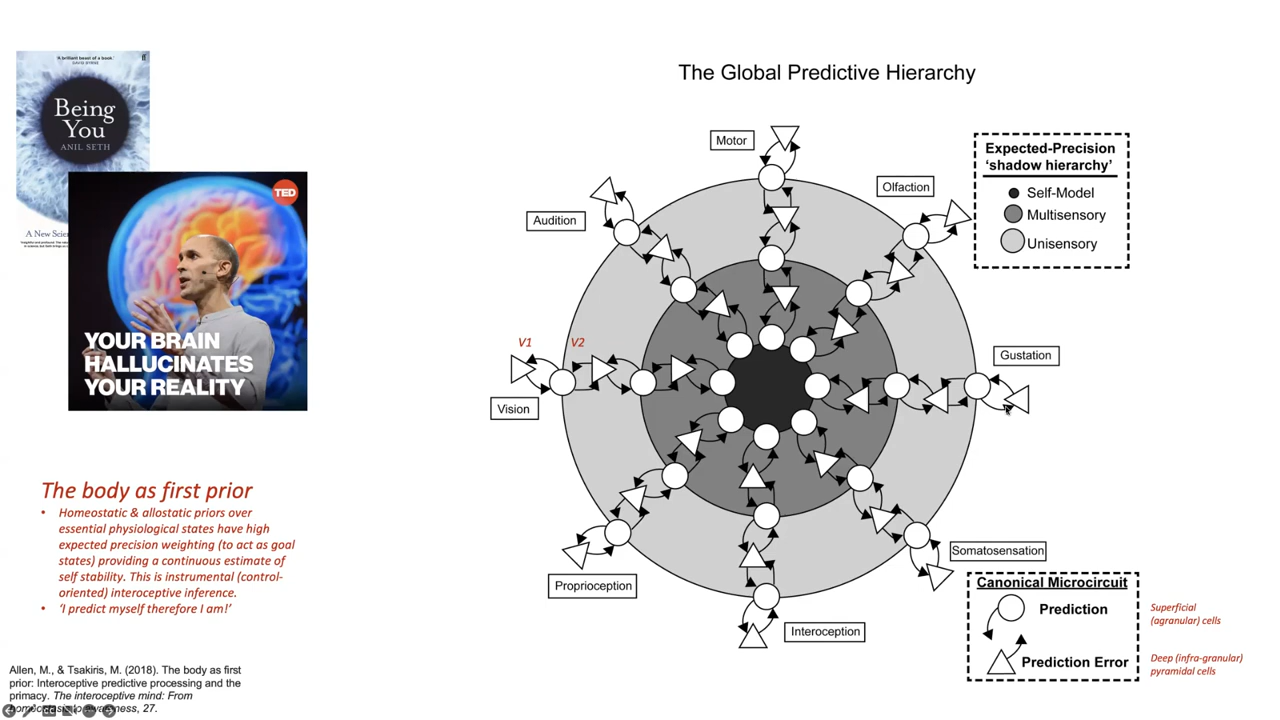 'A brilliant beast of a book.'
DAVID BYRNE
ff
Being
You
ANIL SETH
A New Scien
TED
YOUR BRAIN
HALLUCINATES
YOUR REALITY
The body as first prior
• Homeostatic & allostatic priors over
essential physiological states have high
expected precision weighting (to act as goal
states) providing a continuous estimate of
self stability. This is instrumental (control-
oriented) interoceptive inference.
• 'I predict myself therefore I am!'
Allen, M., & Tsakiris, M. (2018). The body as first
prior: Interoceptive predictive processing and the
primacy. The interoceptive mind: From
homeostasis to awareness, 27.
The Global Predictive Hierarchy
Motor
Olfaction
Audition
V1
V2
Vision
Gustation
Proprioception
Interoception
Somatosensation
Expected-Precision
'shadow hierarchy'
Self-Model
Multisensory
Unisensory
Canonical Microcircuit
Prediction
Prediction Error
Superficial
(agranular) cells
Deep (infra-granular)
pyramidal cells